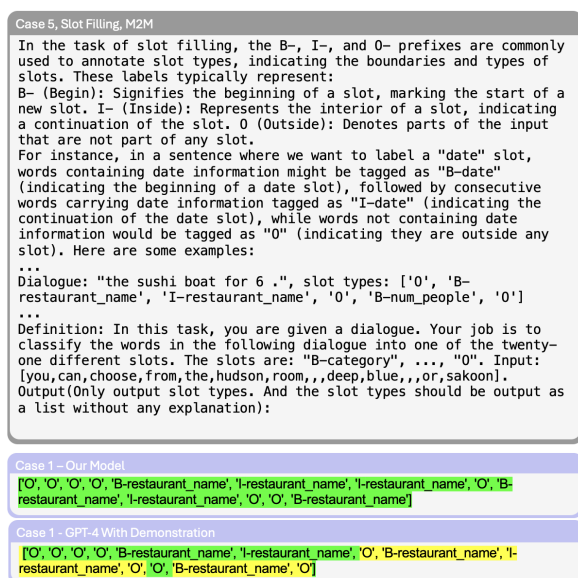 Case 5, Slot Filling, M2M
In the task of slot filling, the B-, I-, and O- prefixes are commonly
used to annotate slot types, indicating the boundaries and types of
slots. These labels typically represent:
B- (Begin): Signifies the beginning of a slot, marking the start of a
new slot. I- (Inside): Represents the interior of a slot, indicating
a continuation of the slot. O (Outside): Denotes parts of the input
that are not part of any slot.
For instance, in a sentence where we want to label a "date" slot,
words containing date information might be tagged as "B-date"
(indicating the beginning of a date slot), followed by consecutive
words carrying date information tagged as "I-date" (indicating the
continuation of the date slot), while words not containing date
information would be tagged as "O" (indicating they are outside any
slot). Here are some examples:
...
Dialogue: "the sushi boat for 6 .", slot types: ['O', 'B-
restaurant_name', 'I-restaurant_name', 'O', 'B-num_people', 'O']
...
Definition: In this task, you are given a dialogue. Your job is to
classify the words in the following dialogue into one of the twenty-
one different slots. The slots are: "B-category", ..., "O". Input:
[you,can,choose,from,the,hudson,room,,,deep,blue,,,or,sakoon].
Output(Only output slot types. And the slot types should be output as
a list without any explanation):
Case 1 – Our Model
['O', 'O', 'O', 'O', 'B-restaurant_name', 'I-restaurant_name', 'I-restaurant_name', 'O', 'B-
restaurant_name', 'I-restaurant_name', 'O', 'O', 'B-restaurant_name']
Case 1 - GPT-4 With Demonstration
['O', 'O', 'O', 'O', 'B-restaurant_name', 'I-restaurant_name', 'O', 'B-restaurant_name', 'I-
restaurant_name', 'O', 'O', 'B-restaurant_name', 'O']